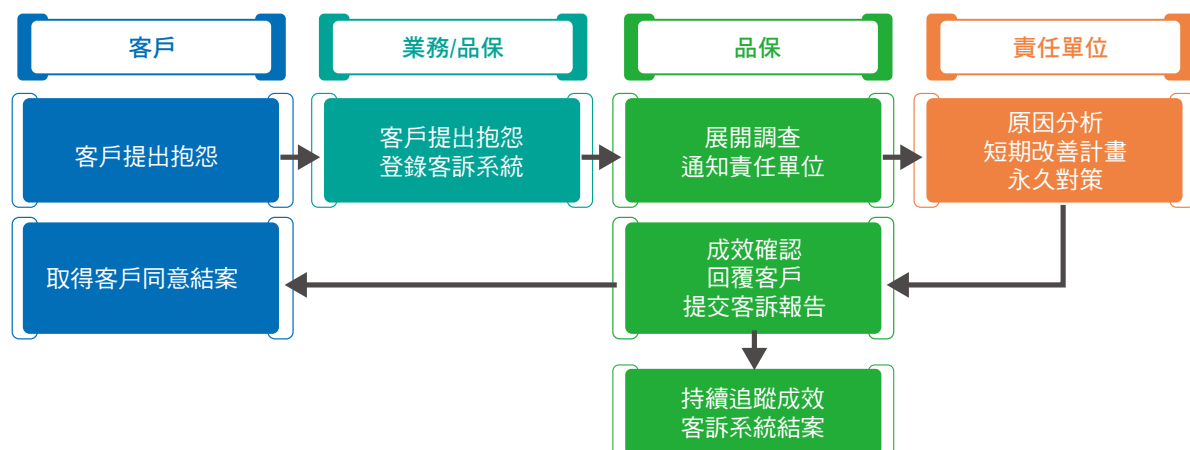 客戶
業務/品保
品保
責任單位
客戶提出抱怨
客戶提出抱怨
登錄客訴系統
展開調查
通知責任單位
原因分析
短期改善計畫
永久對策
取得客戶同意結案
成效確認
回覆客戶
提交客訴報告
持續追蹤成效
客訴系統結案